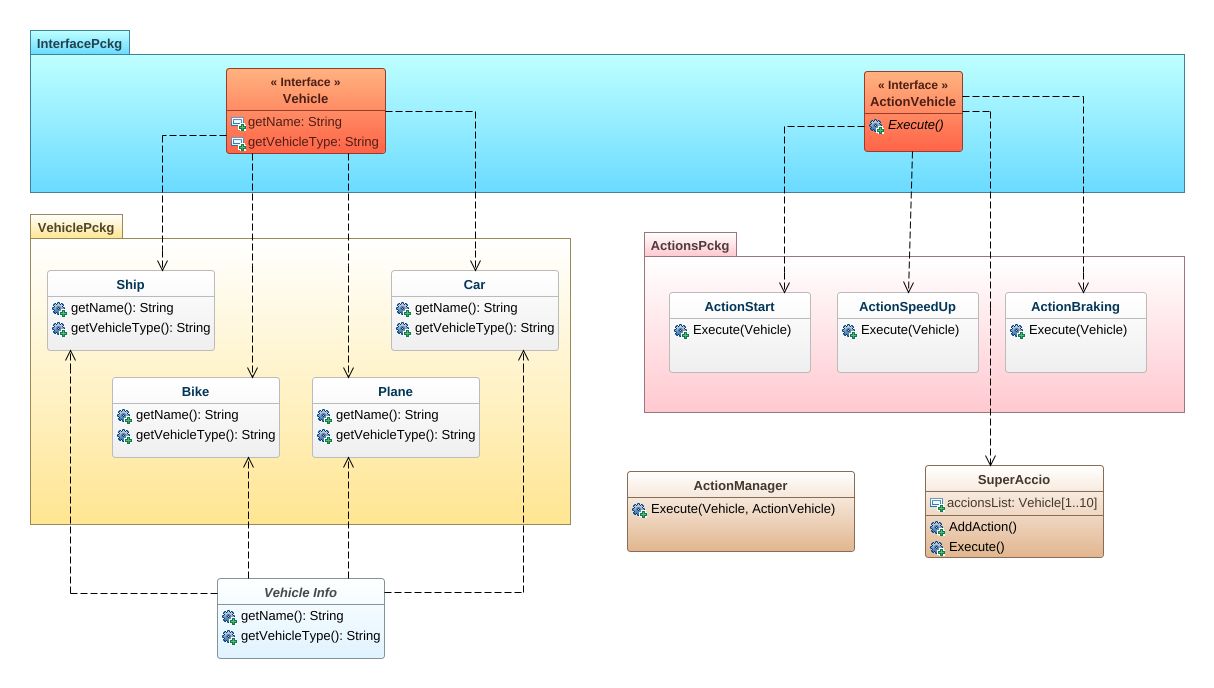 InterfacePckg
« Interface »
Vehicle
getName: String
getVehicleType: String
« Interface »
ActionVehicle
Execute()
VehiclePckg
Ship
getName(): String
getVehicleType(): String
Car
getName(): String
getVehicleType(): String
Bike
getName(): String
getVehicleType(): String
Plane
getName(): String
getVehicleType(): String
ActionsPckg
ActionStart
Execute(Vehicle)
ActionSpeedUp
Execute(Vehicle)
ActionBraking
Execute(Vehicle)
ActionManager
Execute(Vehicle, ActionVehicle)
SuperAccio
accionsList: Vehicle[1..10]
AddAction()
Execute()
Vehicle Info
getName(): String
getVehicleType(): String